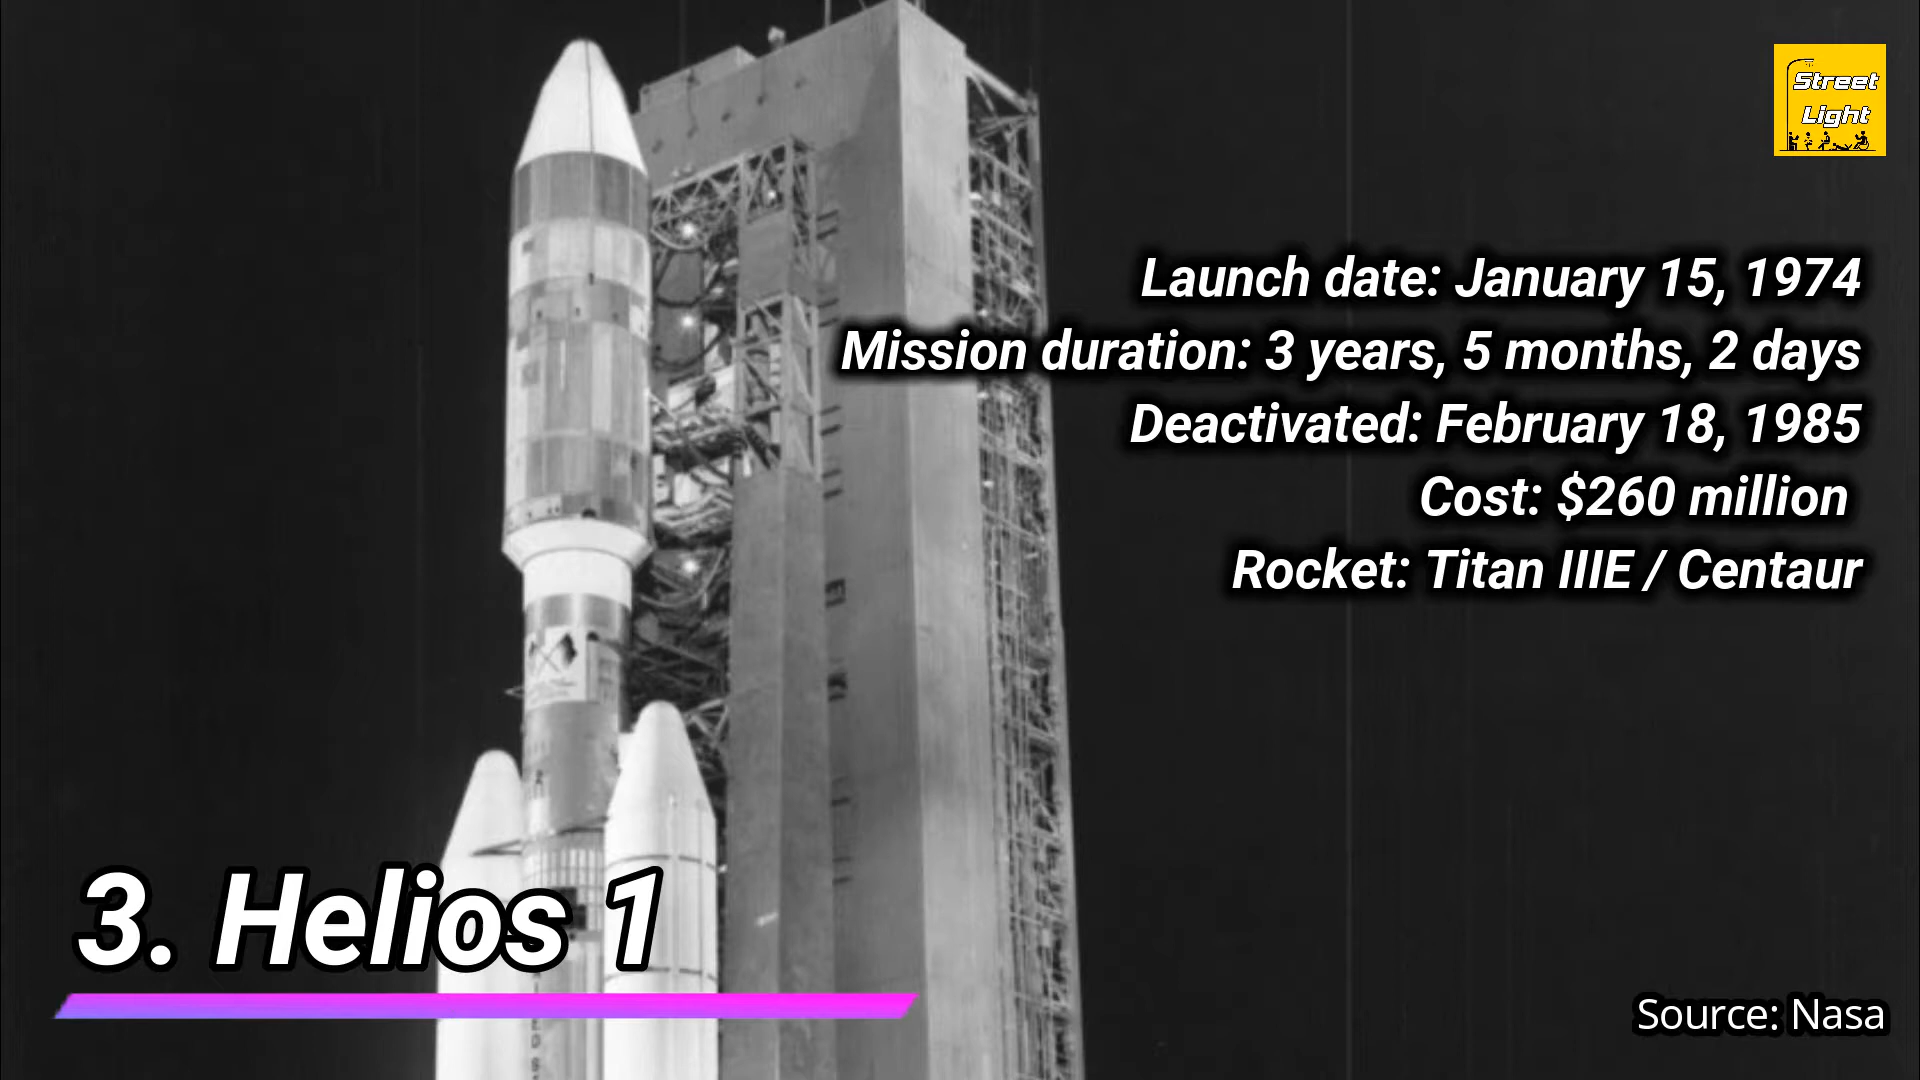 Street
Light
Launch date: January 15, 1974
Mission duration: 3 years, 5 months, 2 days
Deactivated: February 18, 1985
Cost: $260 million
Rocket: Titan IIIE / Centaur
3. Helios 1
Source: Nasa